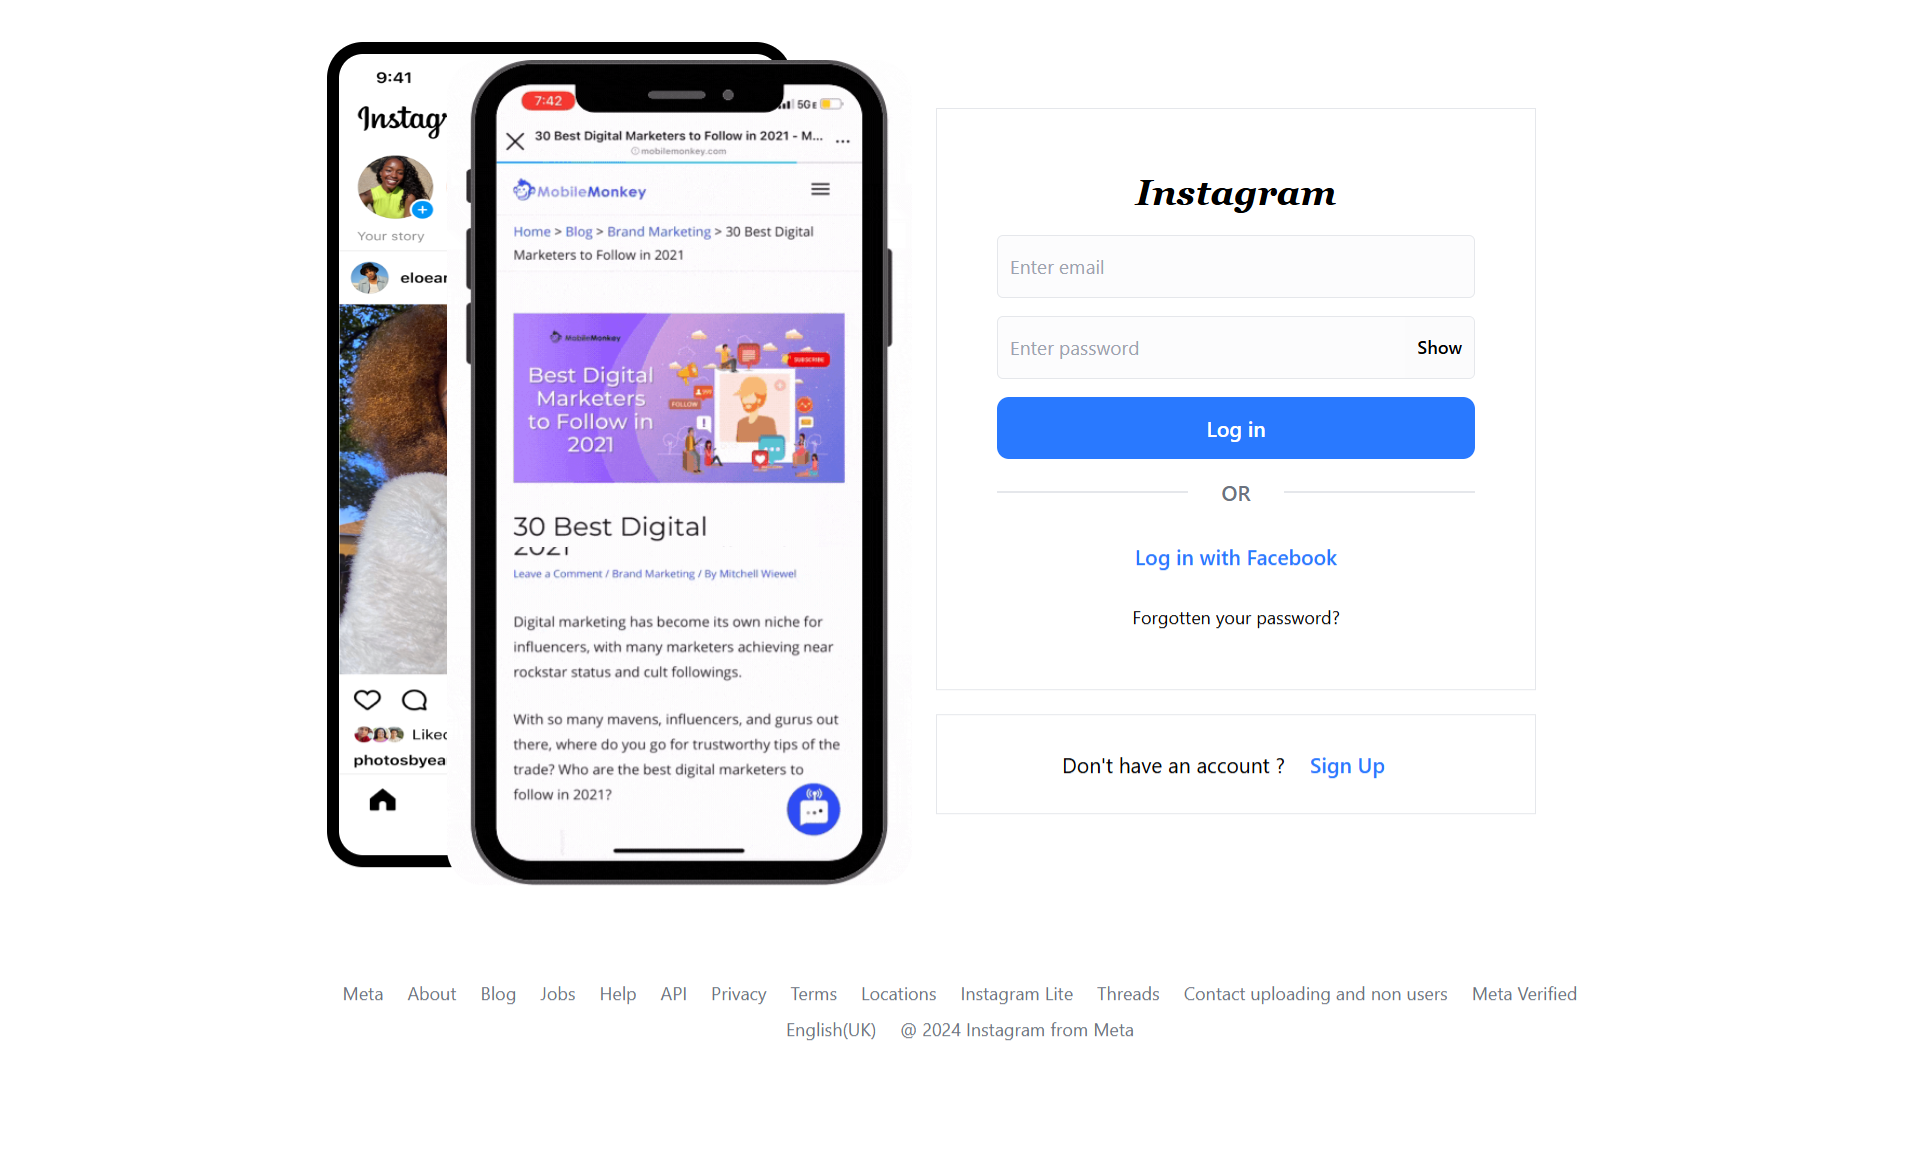 9:41
Instagr
Your story
eloear
Liked
photosbyea
7:42
5G E
30 Best Digital Marketers to Follow in 2021 - M...
mobilemonkey.com
MobileMonkey
Home > Blog > Brand Marketing > 30 Best Digital
Marketers to Follow in 2021
MobileMonkey
SUBSCRIBE
Best Digital
Marketers
to Follow in
2021
FOLLOW
30 Best Digital
2021
Leave a Comment / Brand Marketing / By Mitchell Wiewel
Digital marketing has become its own niche for
influencers, with many marketers achieving near
rockstar status and cult followings.
With so many mavens, influencers, and gurus out
there, where do you go for trustworthy tips of the
trade? Who are the best digital marketers to
follow in 2021?
Instagram
Enter email
Enter password
Show
Log in
OR
Log in with Facebook
Forgotten your password?
Don't have an account ? Sign Up
Meta About Blog Jobs Help API Privacy Terms Locations Instagram Lite Threads Contact uploading and non users Meta Verified
English(UK) @ 2024 Instagram from Meta